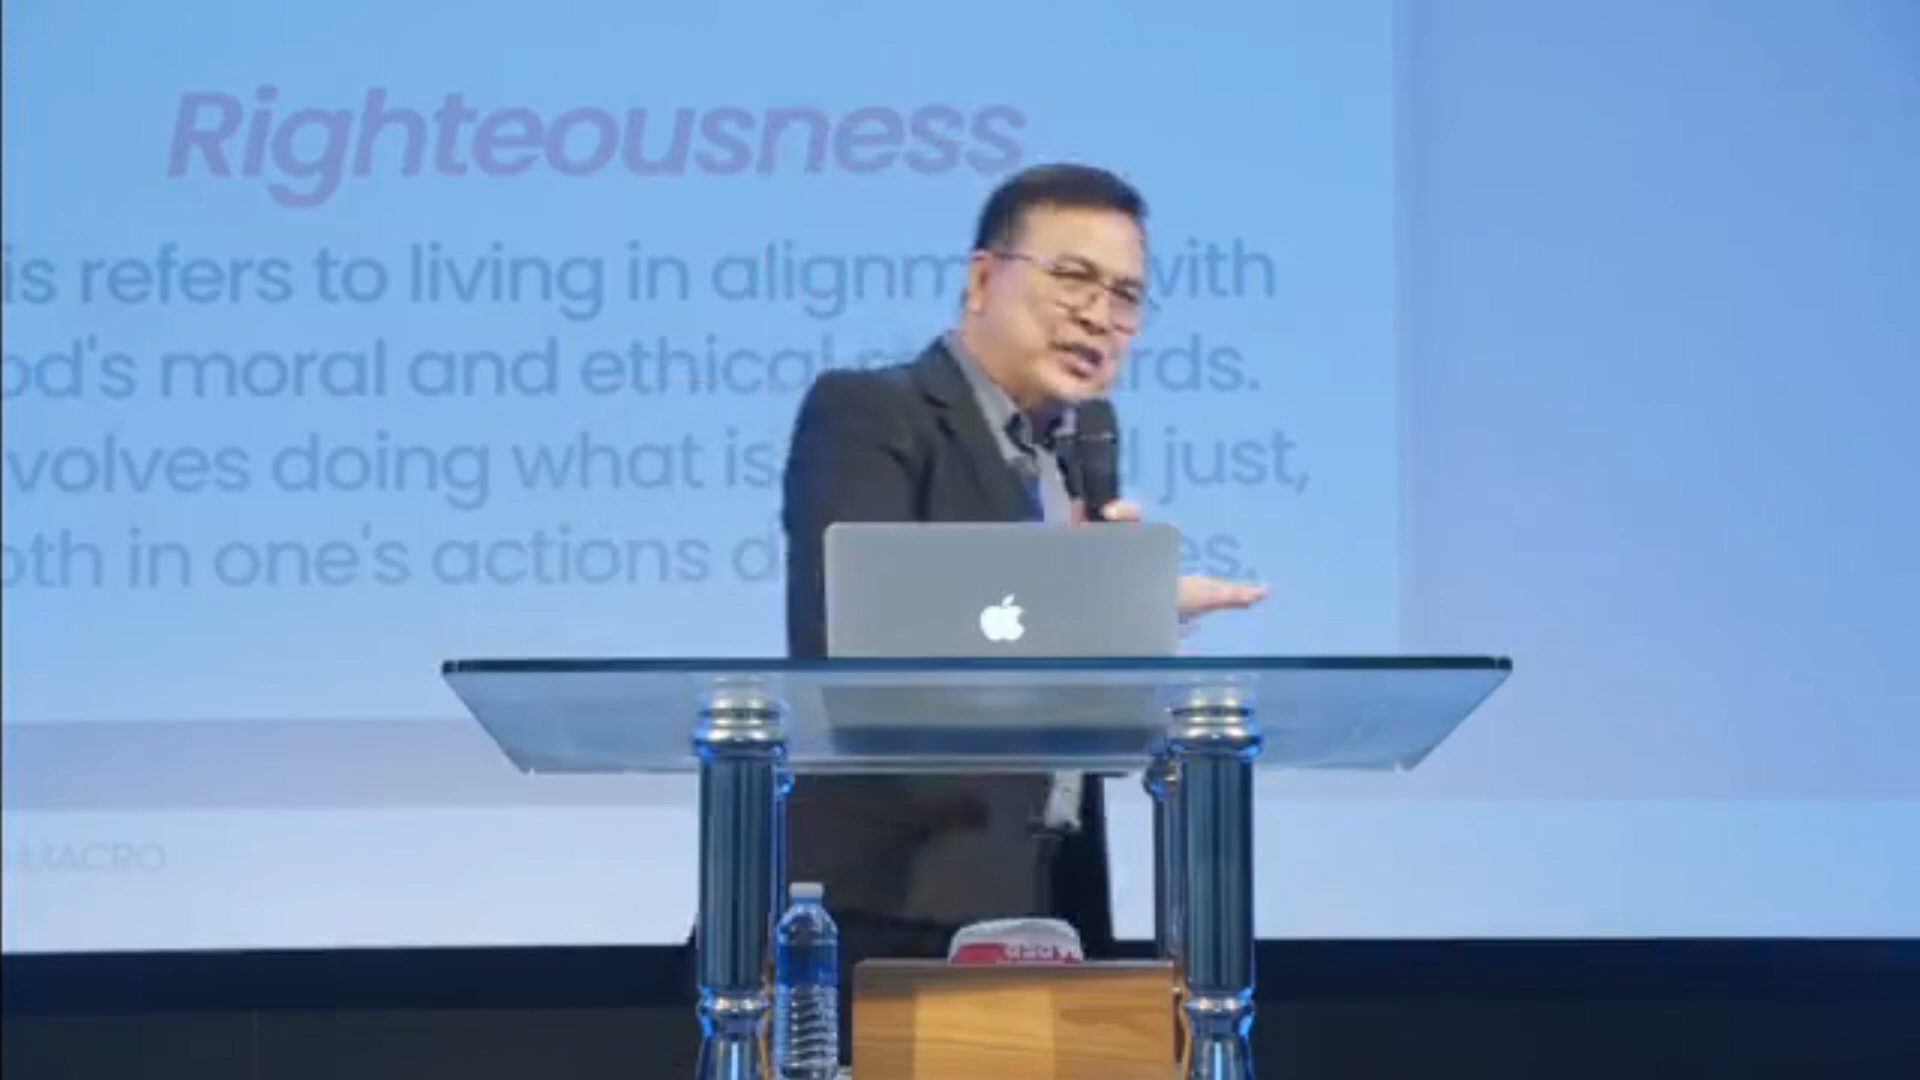 Righteousness
is refers to living in alignm with
od's moral and ethical rds.
volves doing what is just,
oth in one's actions d es.
MACRO